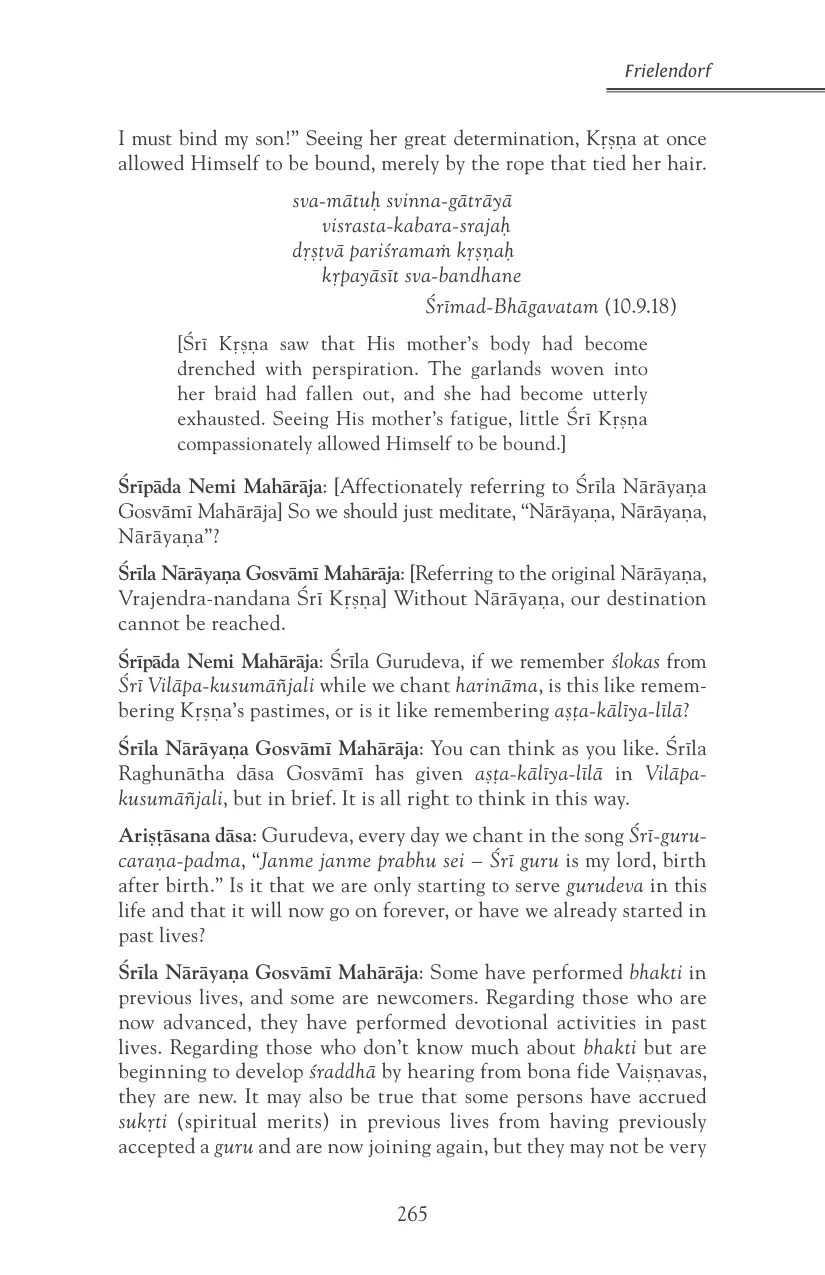 Frielendorf
I must bind my son!” Seeing her great determination, Kṛṣṇa at once
allowed Himself to be bound, merely by the rope that tied her hair.
sva-mātuḥ svinna-gātrāyā
visrasta-kabara-srajaḥ
dṛṣṭvā pariśramaṁ kṛṣṇaḥ
kṛpayāsīt sva-bandhane
Śrīmad-Bhāgavatam (10.9.18)
[Śrī Kṛṣṇa saw that His mother’s body had become
drenched with perspiration. The garlands woven into
her braid had fallen out, and she had become utterly
exhausted. Seeing His mother’s fatigue, little Śrī Kṛṣṇa
compassionately allowed Himself to be bound.]
Śrīpāda Nemi Mahārāja: [Affectionately referring to Śrīla Nārāyaṇa
Gosvāmī Mahārāja] So we should just meditate, “Nārāyaṇa, Nārāyaṇa,
Nārāyaṇa”?
Śrīla Nārāyaṇa Gosvāmī Mahārāja: [Referring to the original Nārāyaṇa,
Vrajendra-nandana Śrī Kṛṣṇa] Without Nārāyaṇa, our destination
cannot be reached.
Śrīpāda Nemi Mahārāja: Śrīla Gurudeva, if we remember ślokas from
Śrī Vilāpa-kusumāñjali while we chant harināma, is this like remem-
bering Kṛṣṇa’s pastimes, or is it like remembering aṣṭa-kālīya-līlā?
Śrīla Nārāyaṇa Gosvāmī Mahārāja: You can think as you like. Śrīla
Raghunātha dāsa Gosvāmī has given aṣṭa-kālīya-līlā in Vilāpa-
kusumāñjali, but in brief. It is all right to think in this way.
Ariṣṭāsana dāsa: Gurudeva, every day we chant in the song Śrī-guru-
caraṇa-padma, “Janme janme prabhu sei – Śrī guru is my lord, birth
after birth.” Is it that we are only starting to serve gurudeva in this
life and that it will now go on forever, or have we already started in
past lives?
Śrīla Nārāyaṇa Gosvāmī Mahārāja: Some have performed bhakti in
previous lives, and some are newcomers. Regarding those who are
now advanced, they have performed devotional activities in past
lives. Regarding those who don’t know much about bhakti but are
beginning to develop śraddhā by hearing from bona fide Vaiṣṇavas,
they are new. It may also be true that some persons have accrued
sukṛti (spiritual merits) in previous lives from having previously
accepted a guru and are now joining again, but they may not be very
265